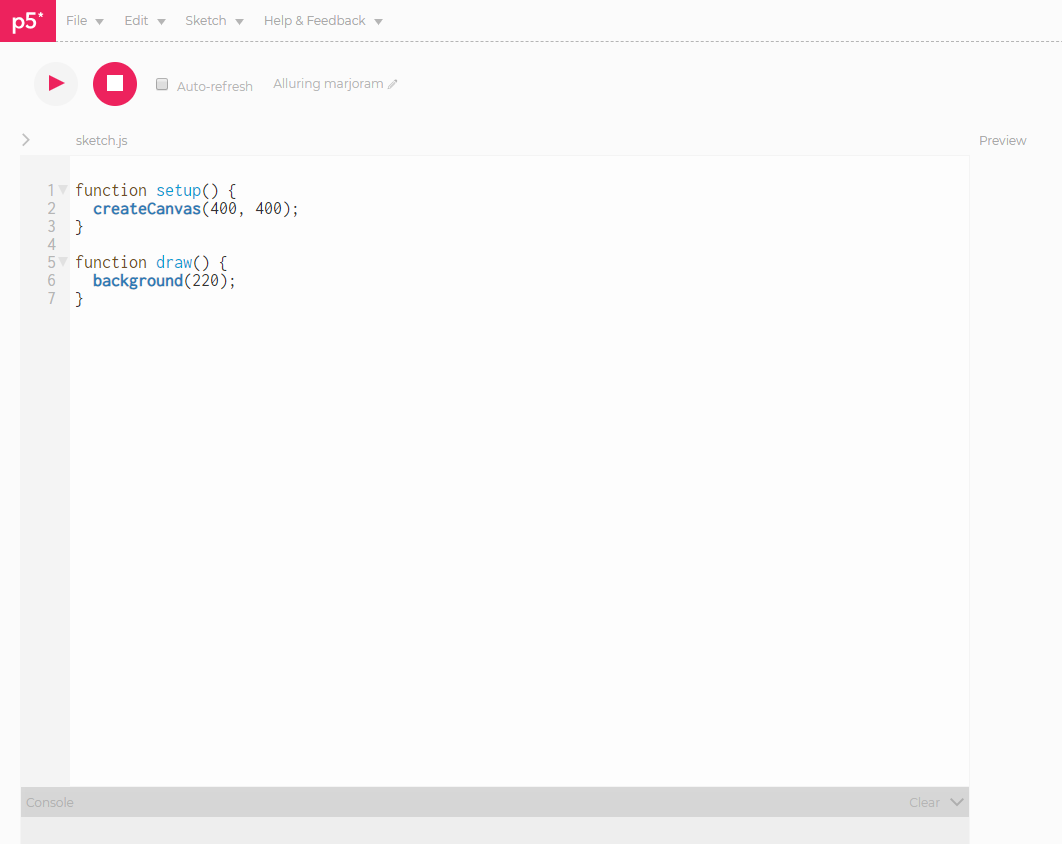 p5* File Edit Sketch Help & Feedback
Auto-refresh Alluring marjoram
sketch.js Preview
1 function setup() {
2   createCanvas(400, 400);
3 }
4
5 function draw() {
6   background(220);
7 }
Console Clear